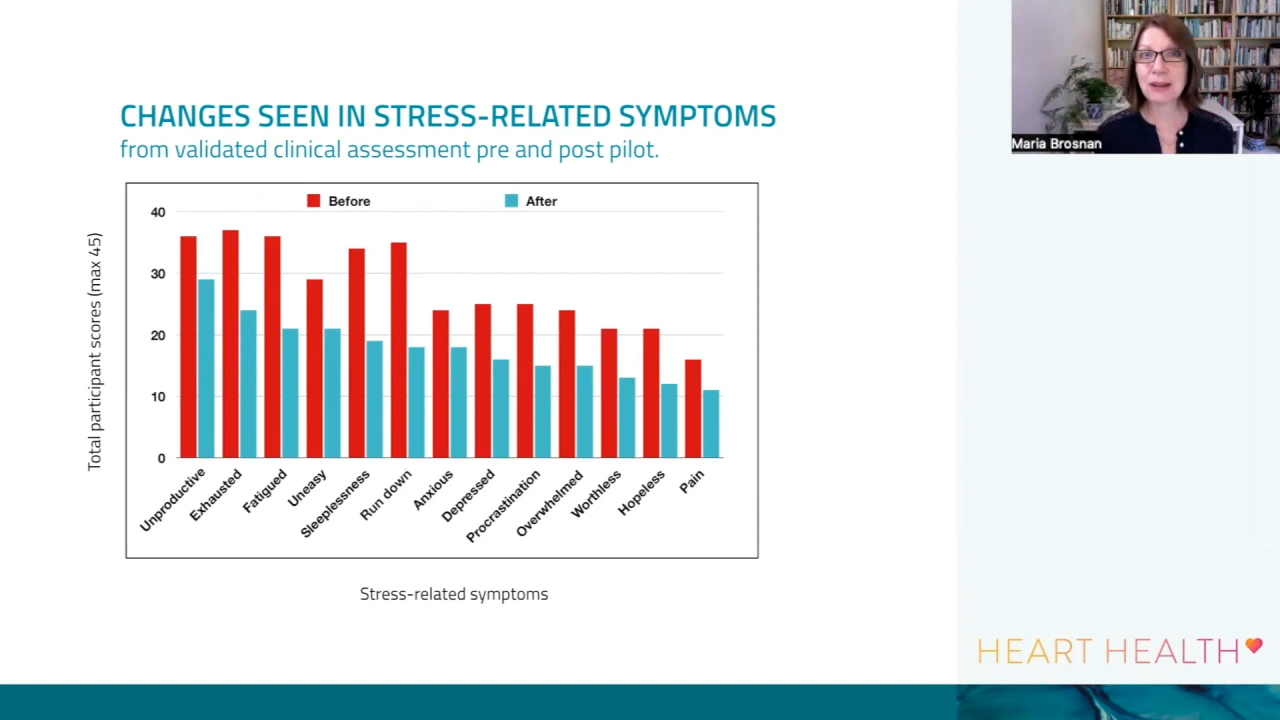 Maria Brosnan
CHANGES SEEN IN STRESS-RELATED SYMPTOMS
from validated clinical assessment pre and post pilot.
Before
After
Total participant scores (max 45)
40
30
20
10
0
Unproductive
Exhausted
Fatigued
Uneasy
Sleeplessness
Run down
Anxious
Depressed
Procrastination
Overwhelmed
Worthless
Hopeless
Pain
Stress-related symptoms
HEART HEALTH